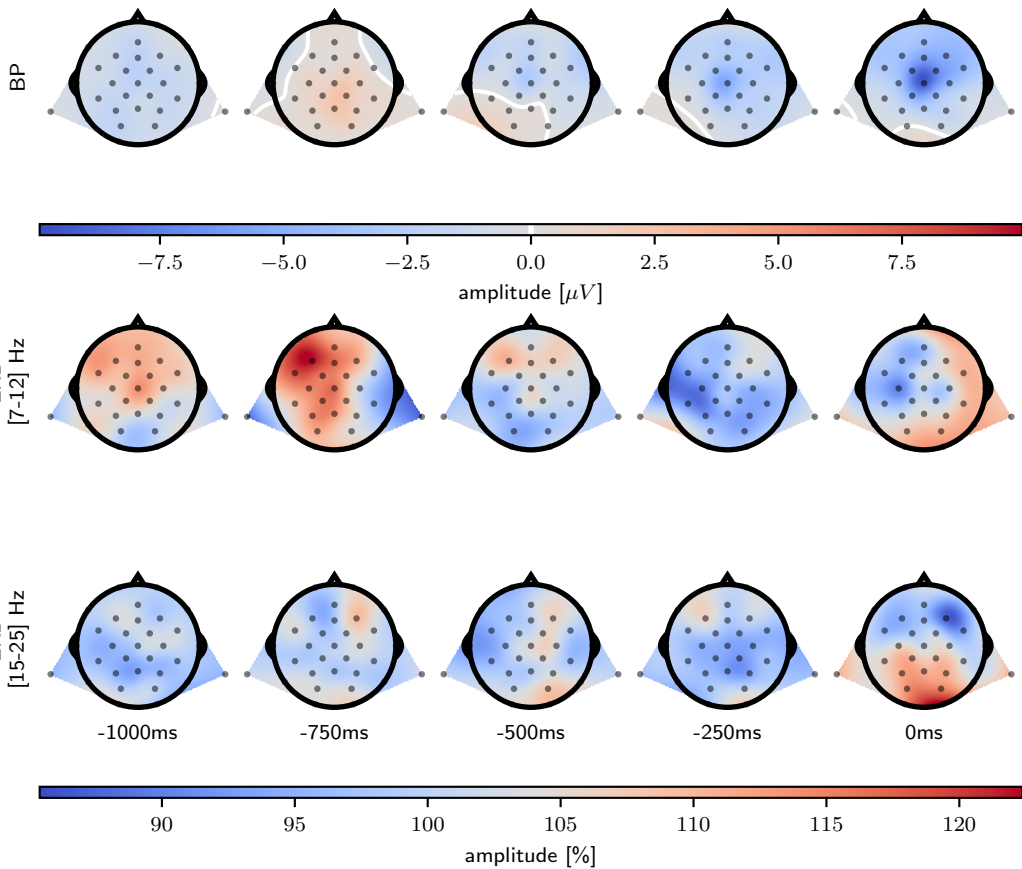 BP
−7.5 −5.0 −2.5 0.0 2.5 5.0 7.5
amplitude [μV]
[7-12] Hz
[15-25] Hz
-1000ms -750ms -500ms -250ms 0ms
90 95 100 105 110 115 120
amplitude [%]